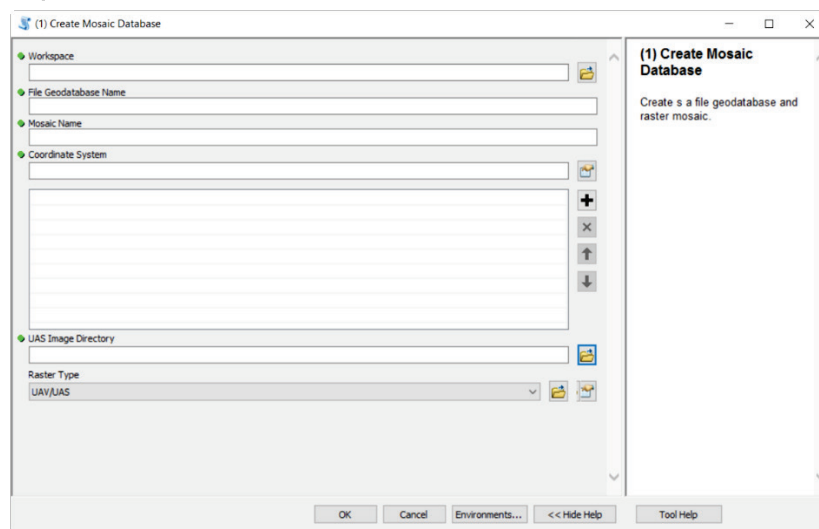 (1) Create Mosaic Database
Workspace
File Geodatabase Name
Mosaic Name
Coordinate System
UAS Image Directory
Raster Type
UAV/UAS
(1) Create Mosaic
Database
Create s a file geodatabase and
raster mosaic.
OK Cancel Environments... << Hide Help Tool Help